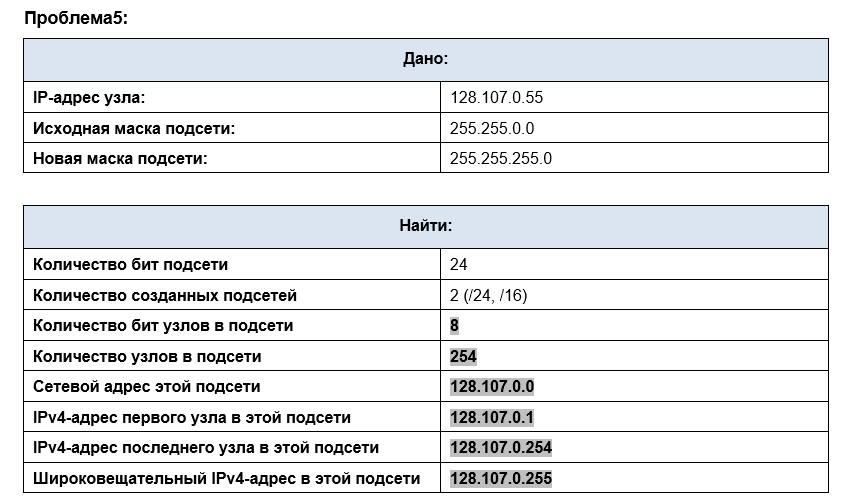 Проблема5:
Дано:
IP-адрес узла: 128.107.0.55
Исходная маска подсети: 255.255.0.0
Новая маска подсети: 255.255.255.0
Найти:
Количество бит подсети 24
Количество созданных подсетей 2 (/24, /16)
Количество бит узлов в подсети 8
Количество узлов в подсети 254
Сетевой адрес этой подсети 128.107.0.0
IPv4-адрес первого узла в этой подсети 128.107.0.1
IPv4-адрес последнего узла в этой подсети 128.107.0.254
Широковещательный IPv4-адрес в этой подсети 128.107.0.255